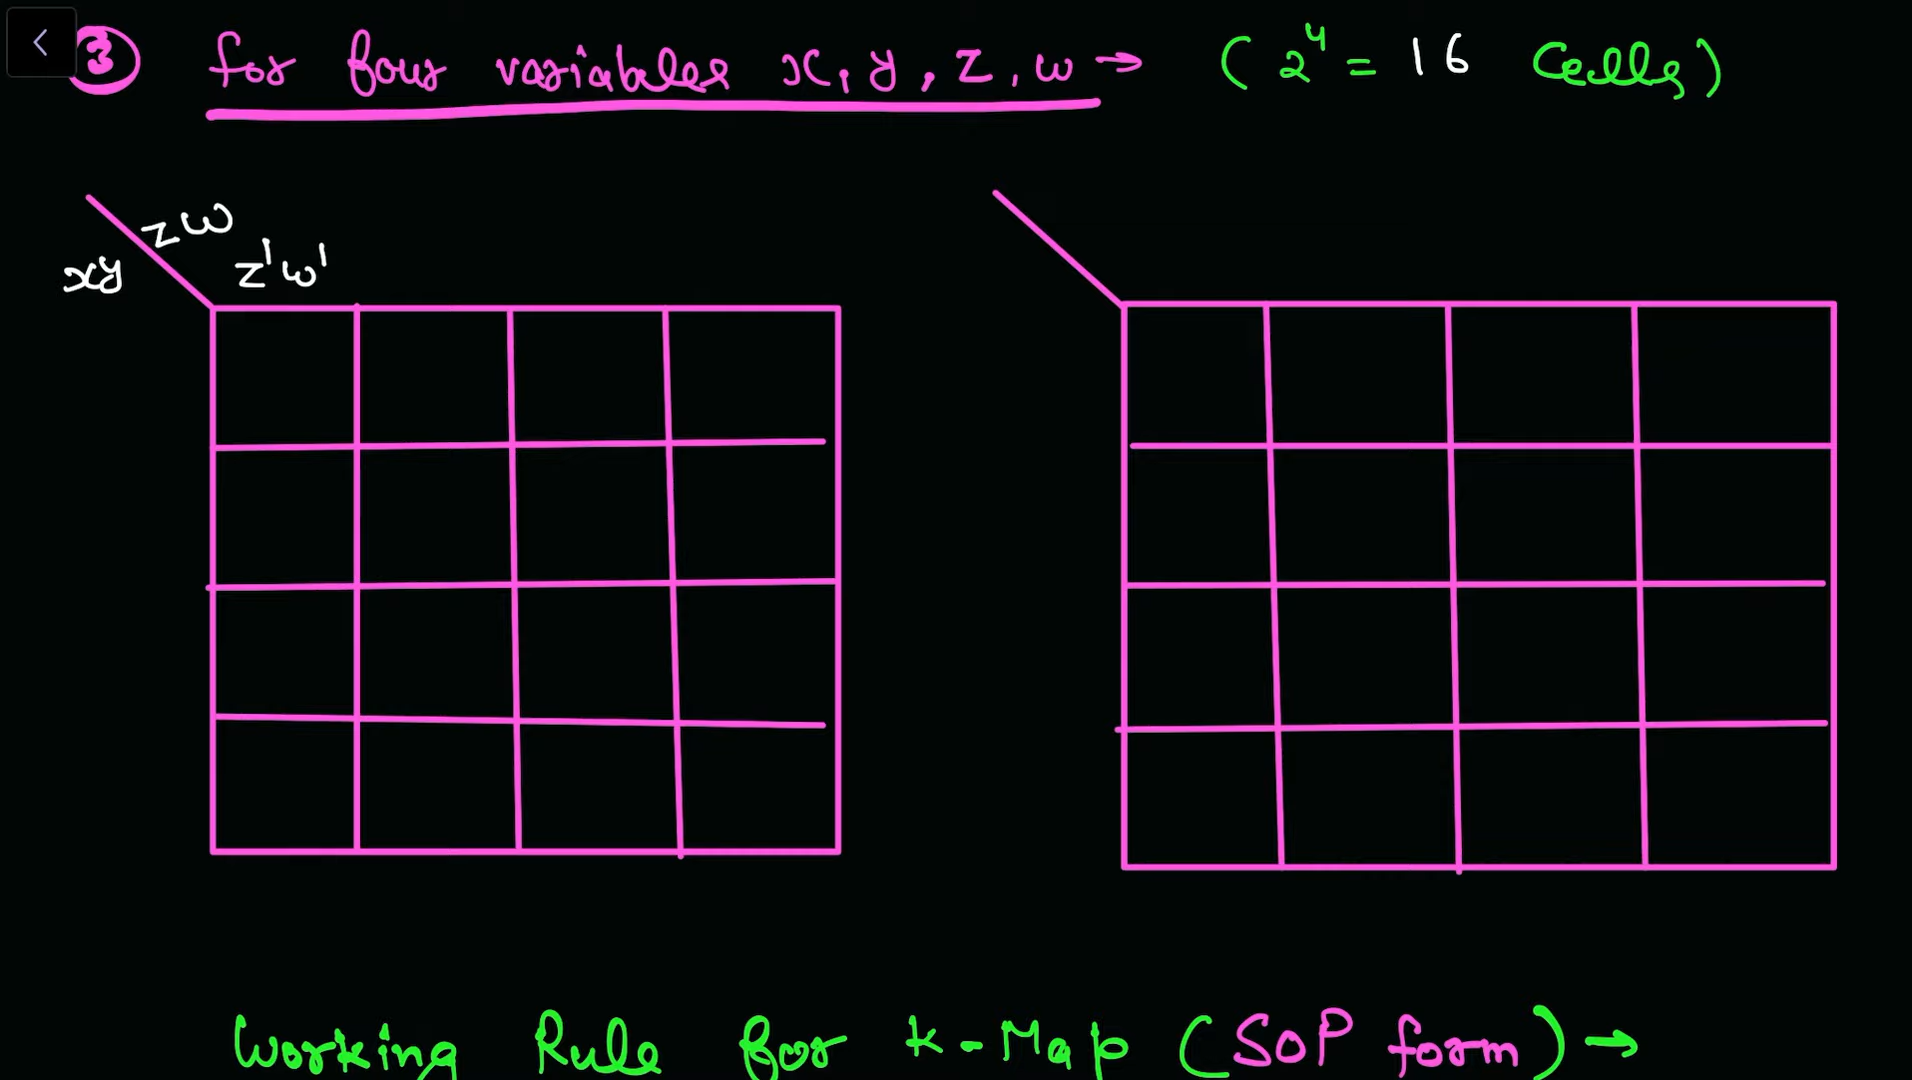 3 for four variables x, y, z, w → ( 2⁴ = 16 Cells)
zw
xy z'w'
Working Rule for K-Map (SOP form) →